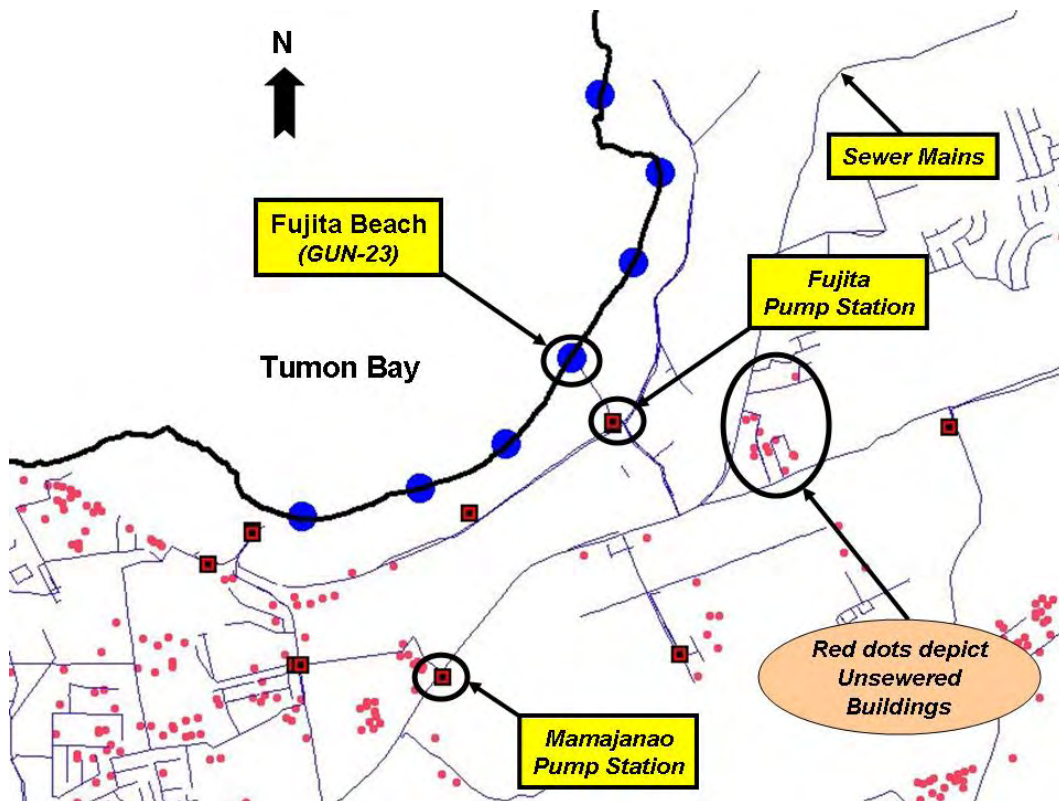 N
Sewer Mains
Fujita Beach
(GUN-23)
Fujita
Pump Station
Tumon Bay
Red dots depict
Unsewered
Buildings
Mamajanao
Pump Station